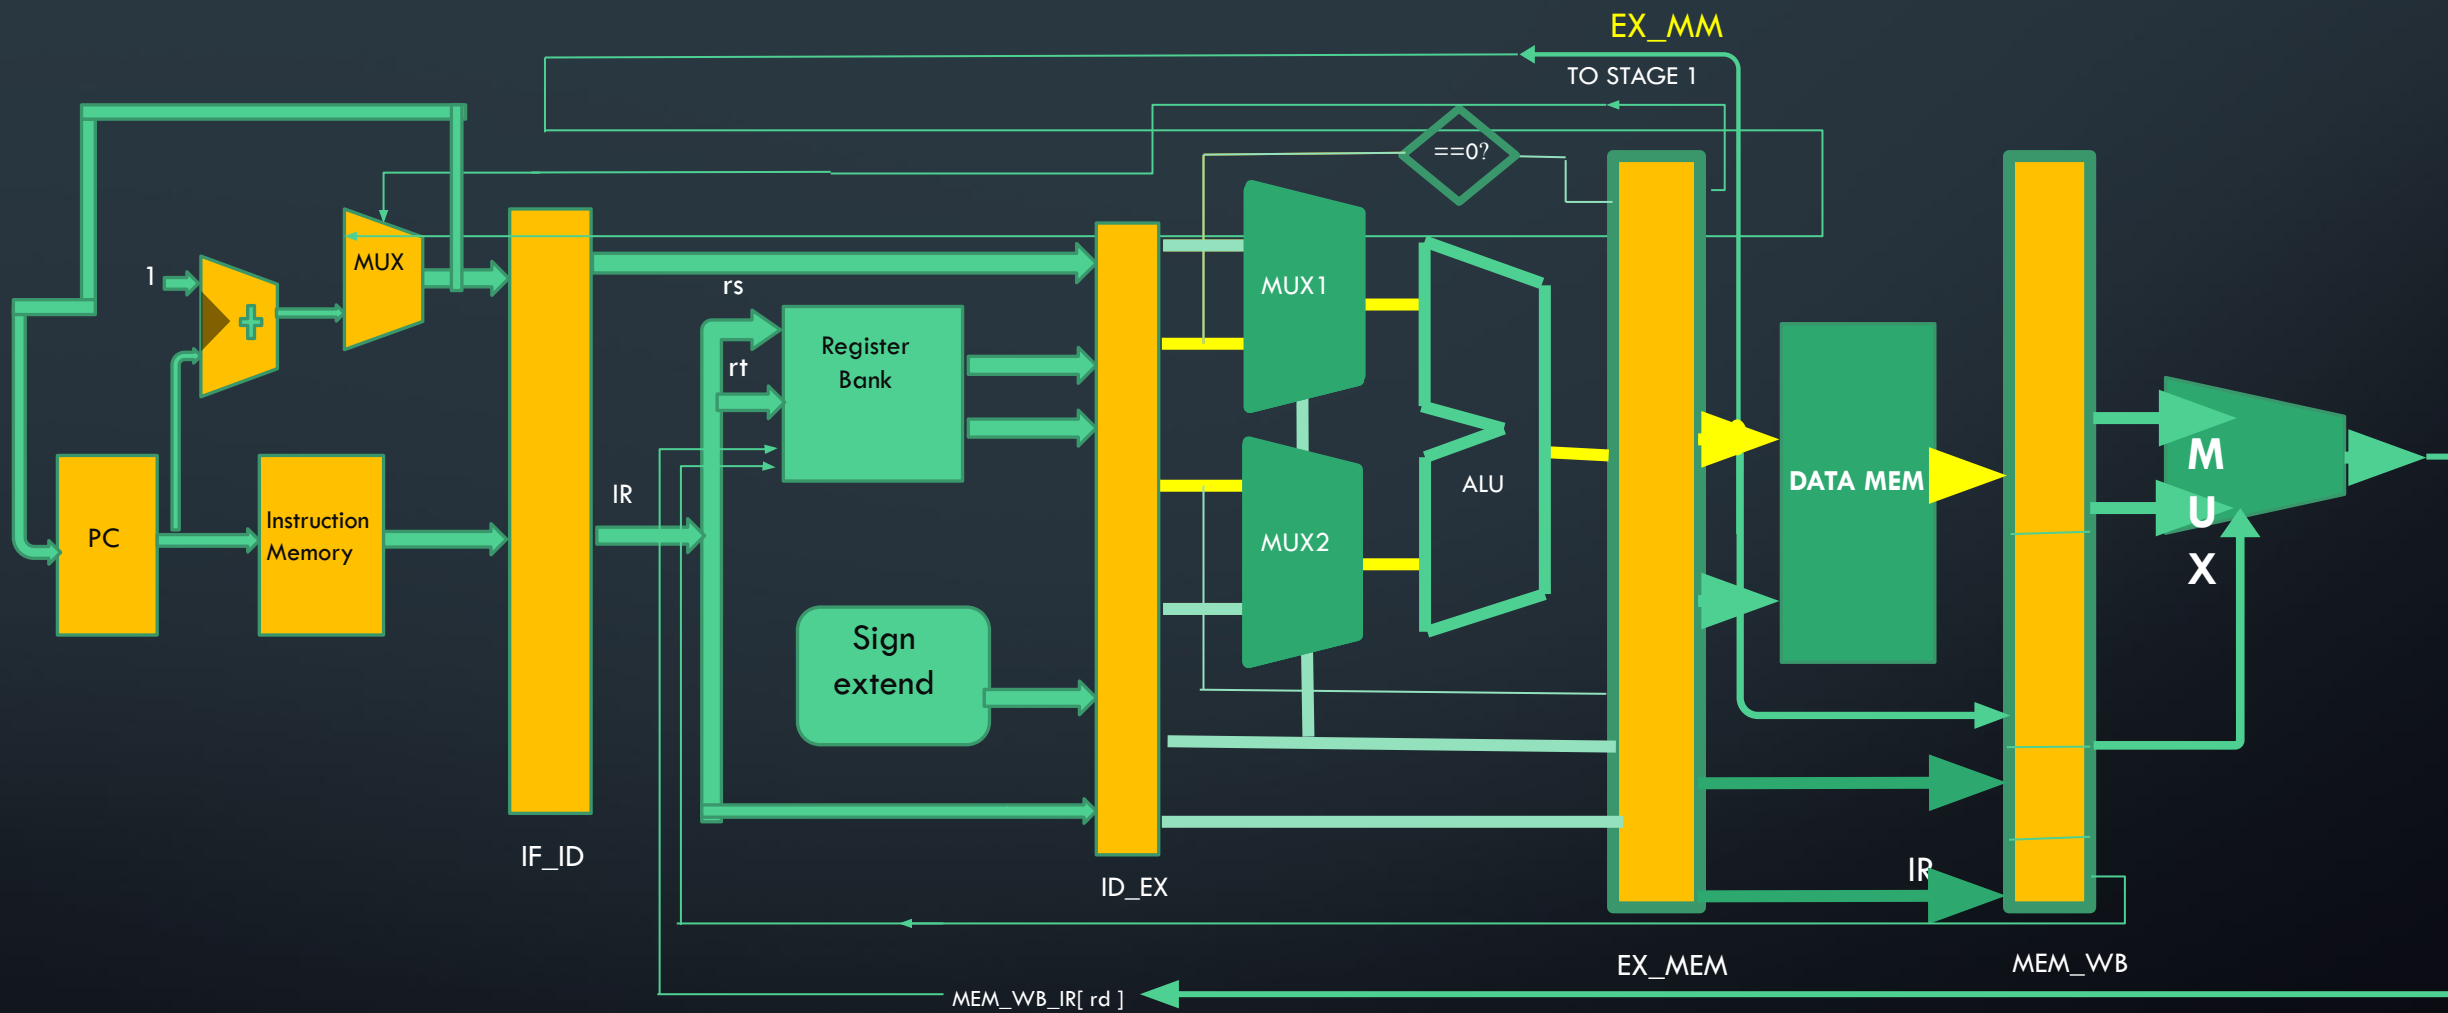 EX_MM
TO STAGE 1
==0?
MUX
1
rs
MUX1
Register
Bank
rt
ALU
DATA MEM
M
U
X
IR
Instruction
Memory
PC
MUX2
Sign
extend
IF_ID
ID_EX
IR
EX_MEM
MEM_WB
MEM_WB_IR[ rd ]